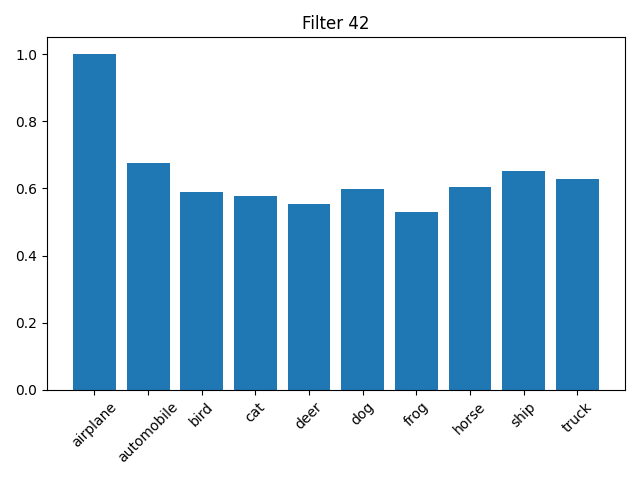 Filter 42
1.0
0.8
0.6
0.4
0.2
0.0
airplane
automobile
bird
cat
deer
dog
frog
horse
ship
truck